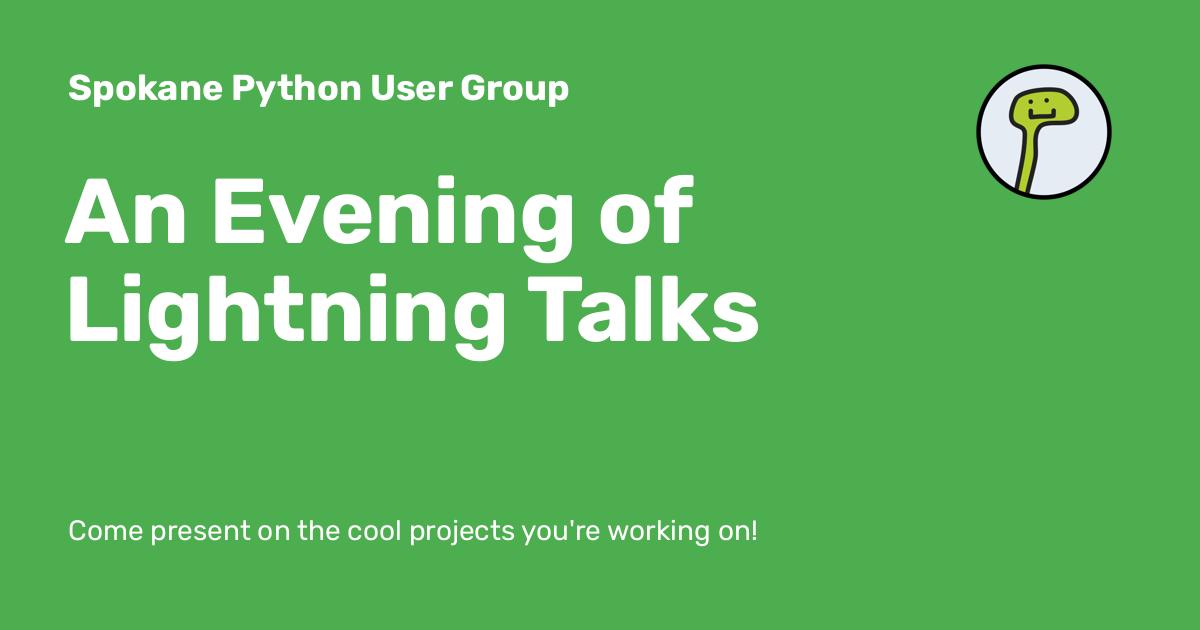 Spokane Python User Group
An Evening of
Lightning Talks
Come present on the cool projects you're working on!